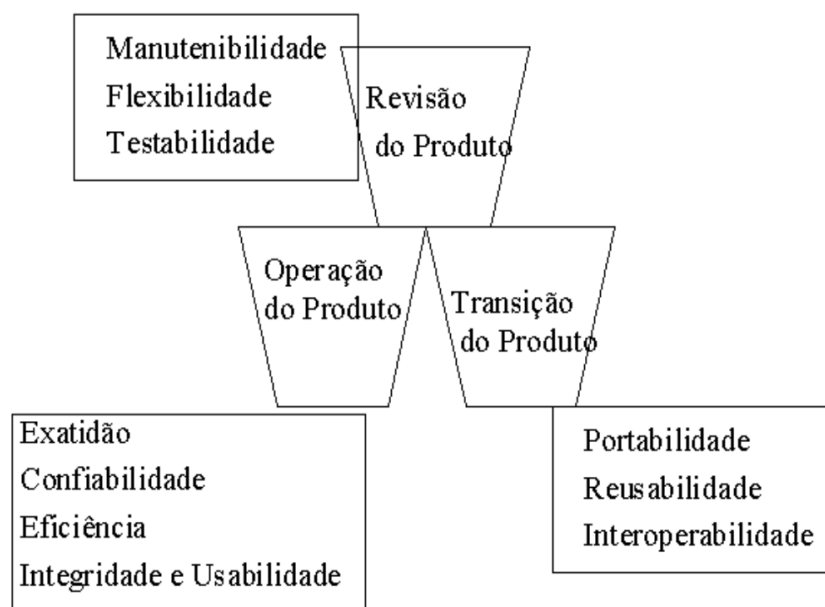 Manutenibilidade
Flexibilidade
Testabilidade
Revisão
do Produto
Operação
do Produto
Transição
do Produto
Exatidão
Confiabilidade
Eficiência
Integridade e Usabilidade
Portabilidade
Reusabilidade
Interoperabilidade